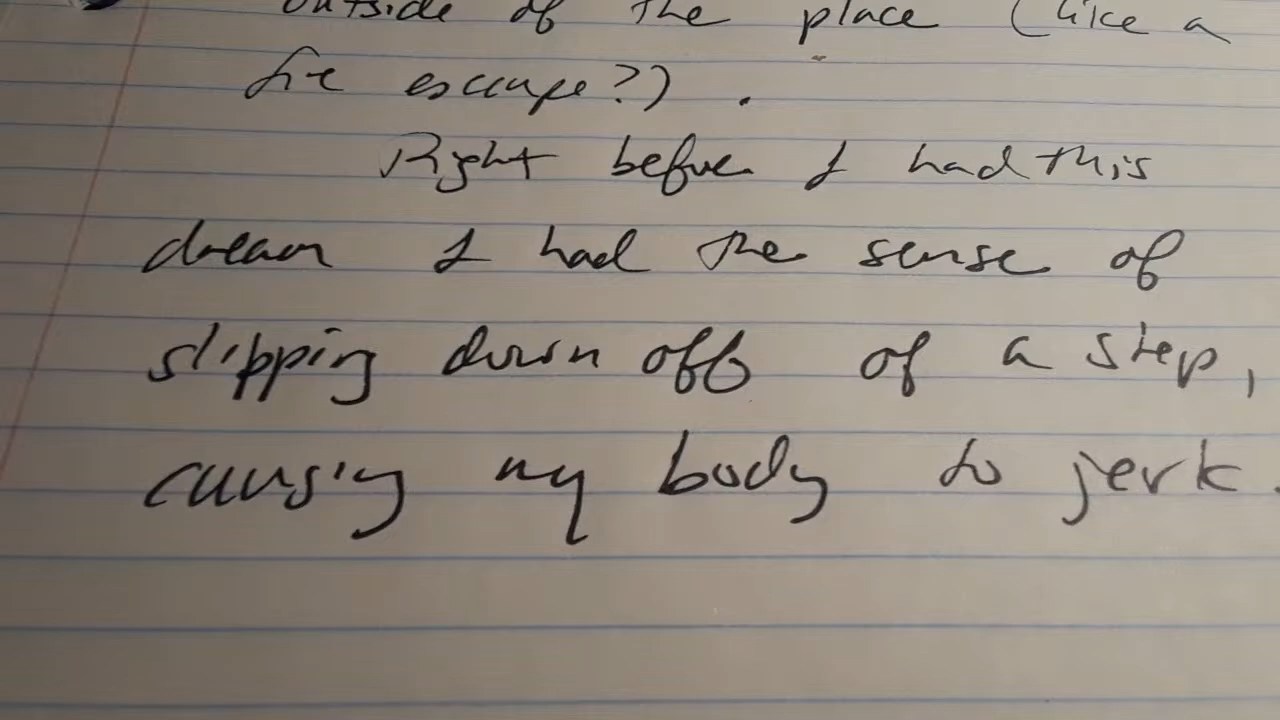 outside of the place (like a
fire escape?).
Right before I had this
dream I had the sense of
slipping down off of a step,
causing my body to jerk.